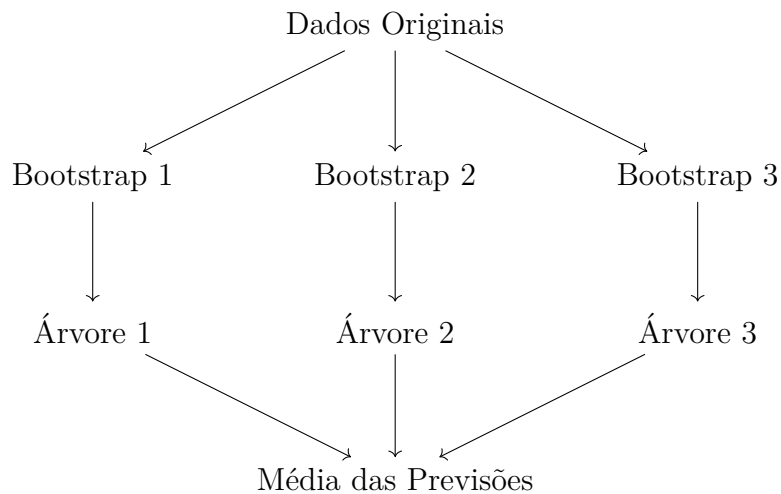 Dados Originais
Bootstrap 1 Bootstrap 2 Bootstrap 3
Árvore 1 Árvore 2 Árvore 3
Média das Previsões